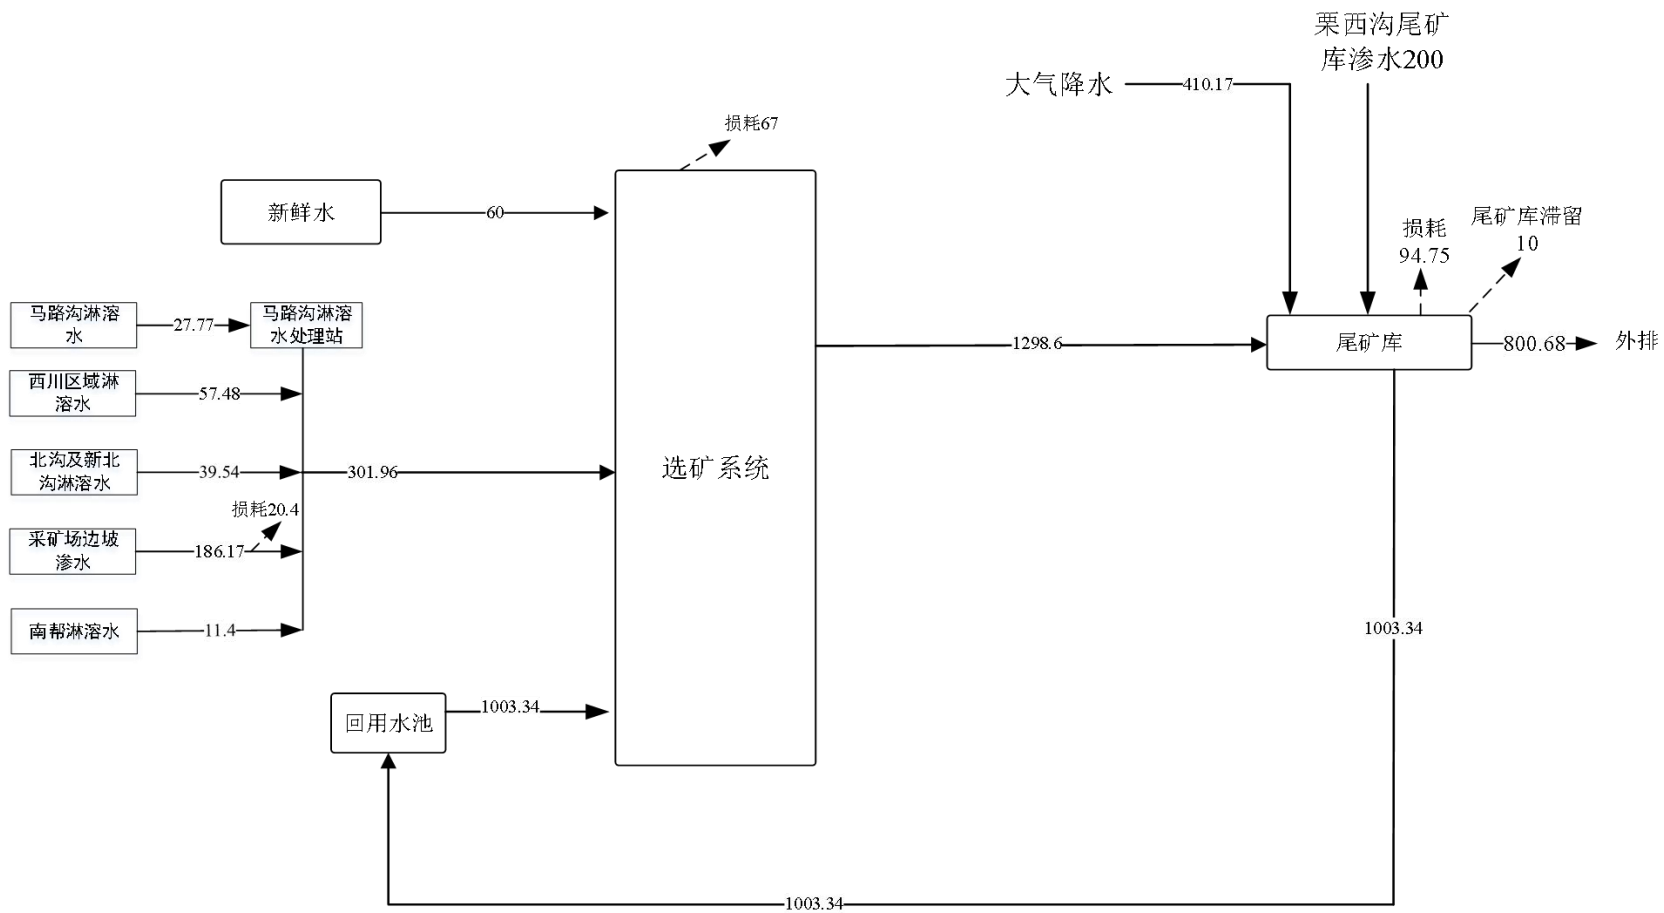 栗西沟尾矿
库渗水200
大气降水
410.17
损耗67
新鲜水
60
损耗
94.75
尾矿库滞留
10
马路沟淋溶
水
27.77
马路沟淋溶
水处理站
1298.6
尾矿库
800.68
外排
西川区域淋
溶水
57.48
北沟及新北
沟淋溶水
39.54
301.96
选矿系统
损耗20.4
采矿场边坡
渗水
186.17
南帮淋溶水
11.4
1003.34
回用水池
1003.34
1003.34